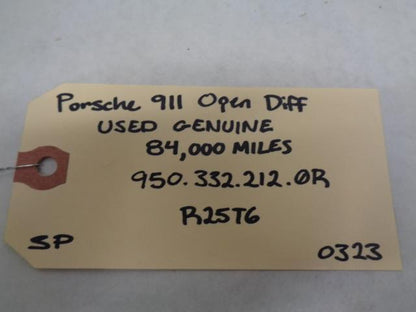 Porsche 911 Open Diff
USED GENUINE
84,000 MILES
950.332.212.0R
R25T6
SP
0323